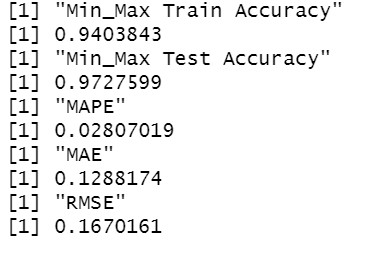 [1] "Min_Max Train Accuracy"
[1] 0.9403843
[1] "Min_Max Test Accuracy"
[1] 0.9727599
[1] "MAPE"
[1] 0.02807019
[1] "MAE"
[1] 0.1288174
[1] "RMSE"
[1] 0.1670161